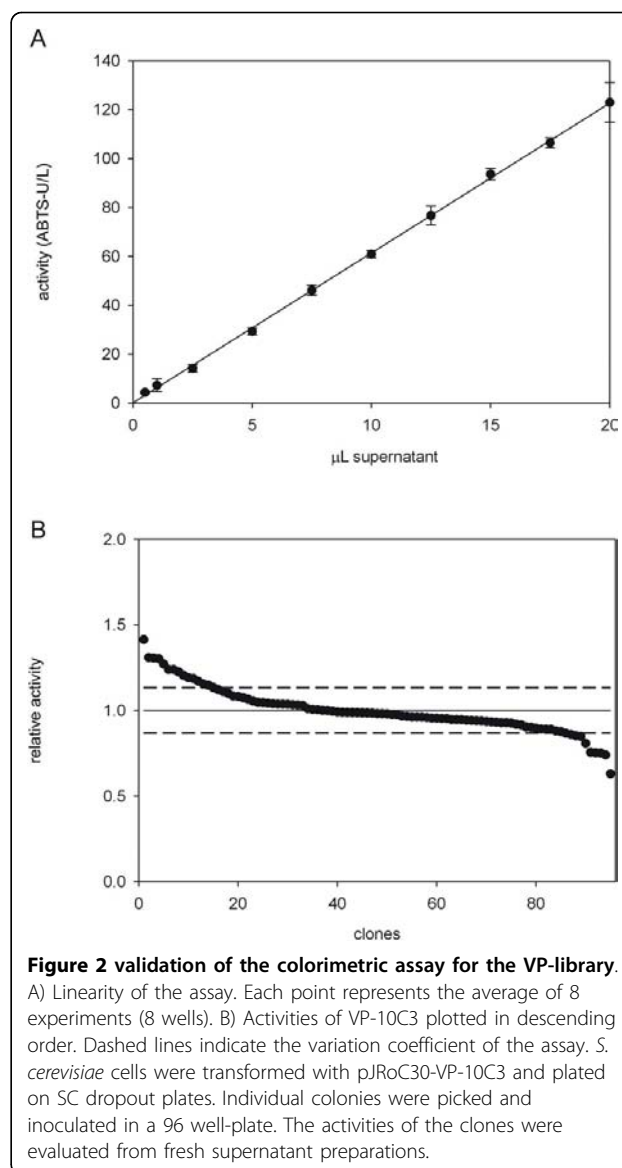 A
140
120
100
80
60
40
20
0
activity (ABTS-U/L)
0 5 10 15 20
µL supernatant
B
2.0
1.5
1.0
0.5
0.0
relative activity
0 20 40 60 80
clones
Figure 2 validation of the colorimetric assay for the VP-library.
A) Linearity of the assay. Each point represents the average of 8
experiments (8 wells). B) Activities of VP-10C3 plotted in descending
order. Dashed lines indicate the variation coefficient of the assay. S.
cerevisiae cells were transformed with pJRoC30-VP-10C3 and plated
on SC dropout plates. Individual colonies were picked and
inoculated in a 96 well-plate. The activities of the clones were
evaluated from fresh supernatant preparations.